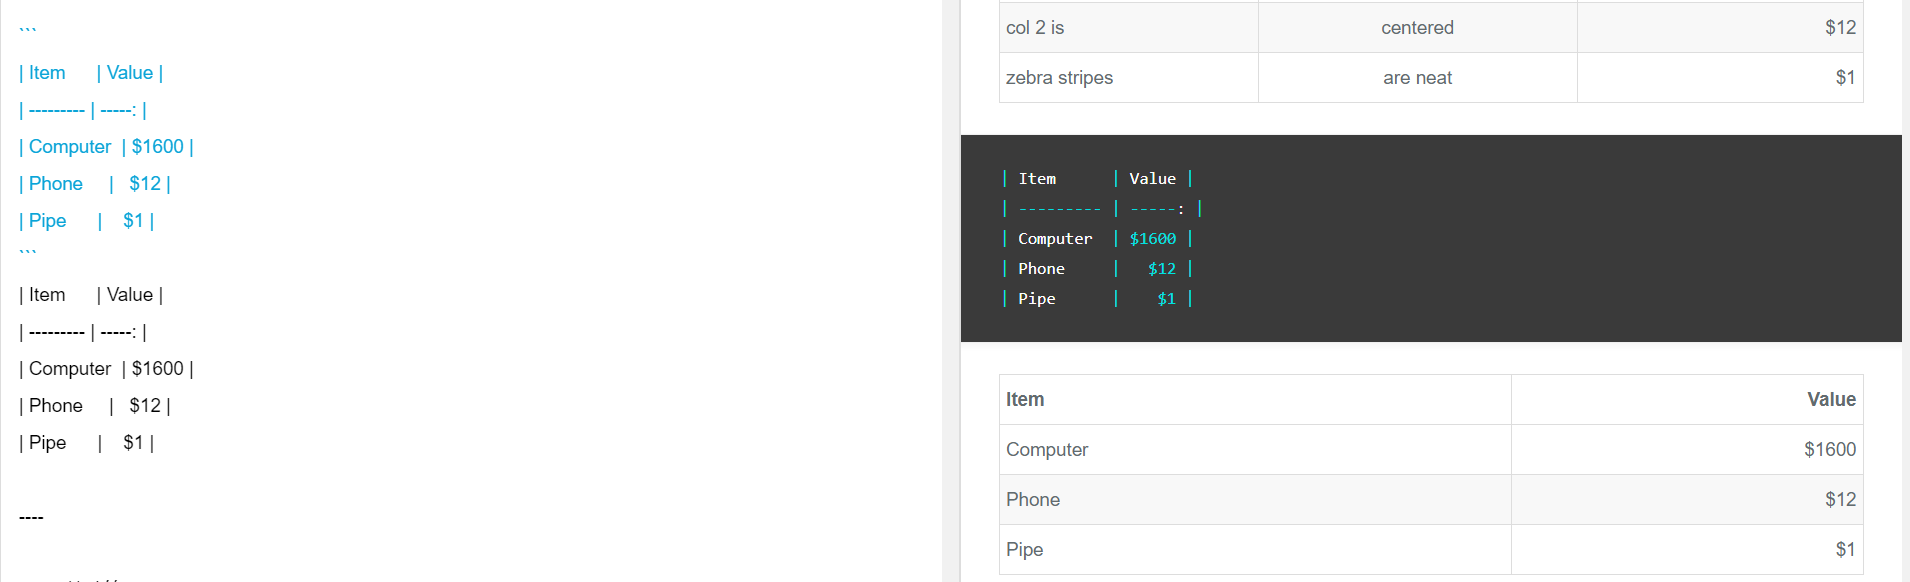 ```
| Item      | Value |
| --------- | -----: |
| Computer  | $1600 |
| Phone     |   $12 |
| Pipe      |    $1 |
```
| Item      | Value |
| --------- | -----: |
| Computer  | $1600 |
| Phone     |   $12 |
| Pipe      |    $1 |
----
col 2 is centered $12
zebra stripes are neat $1
| Item      | Value |
| --------- | -----: |
| Computer  | $1600 |
| Phone     |   $12 |
| Pipe      |    $1 |
Item Value
Computer $1600
Phone $12
Pipe $1